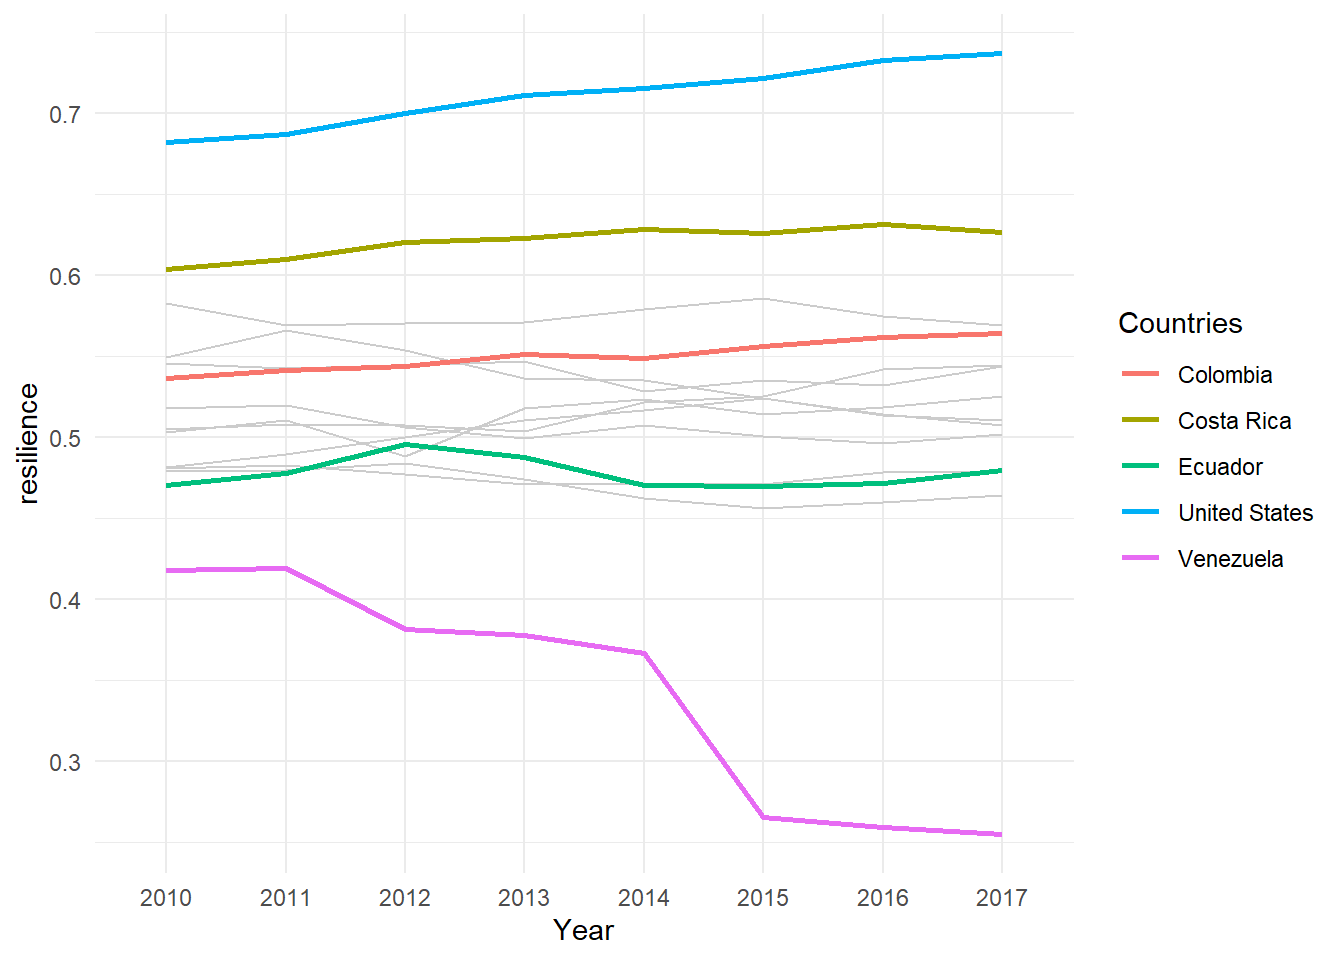 0.7
0.6
0.5
0.4
0.3
resilience
2010 2011 2012 2013 2014 2015 2016 2017
Year
Countries
Colombia
Costa Rica
Ecuador
United States
Venezuela